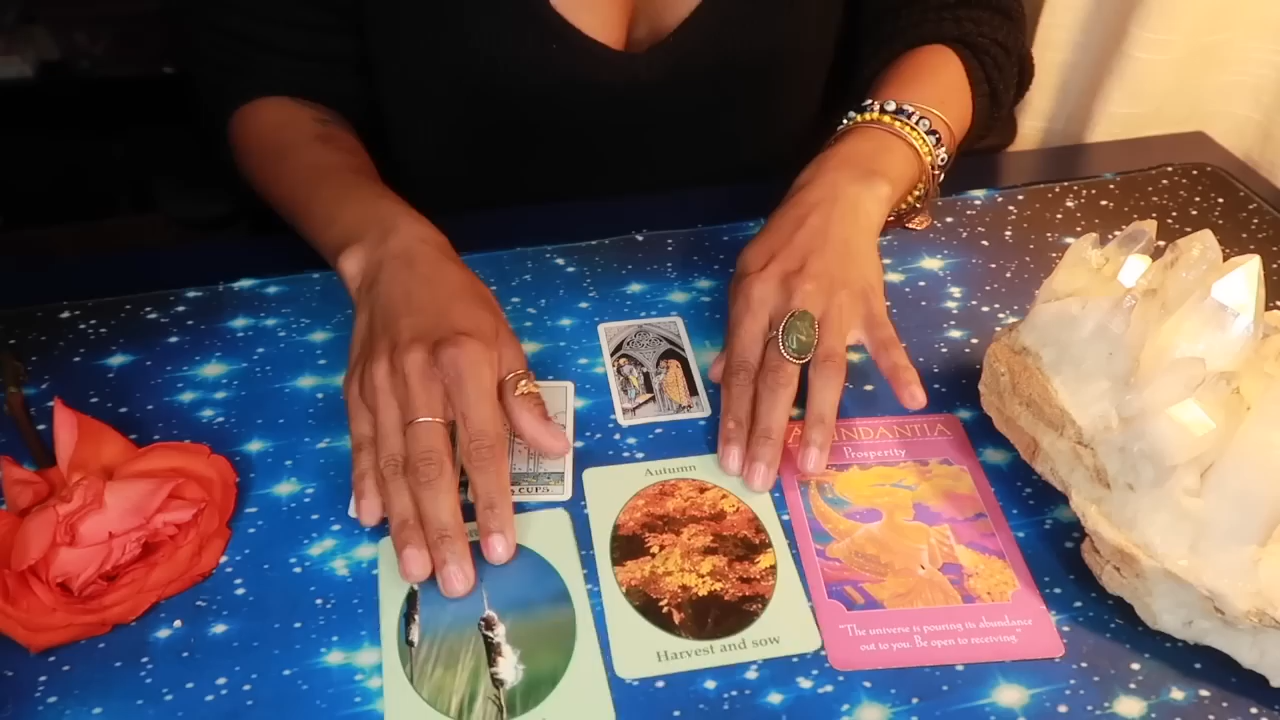 CUPS.
Autumn
Harvest and sow
ABUNDANTIA
Prosperity
"The universe is pouring its abundance
out to you. Be open to receiving."